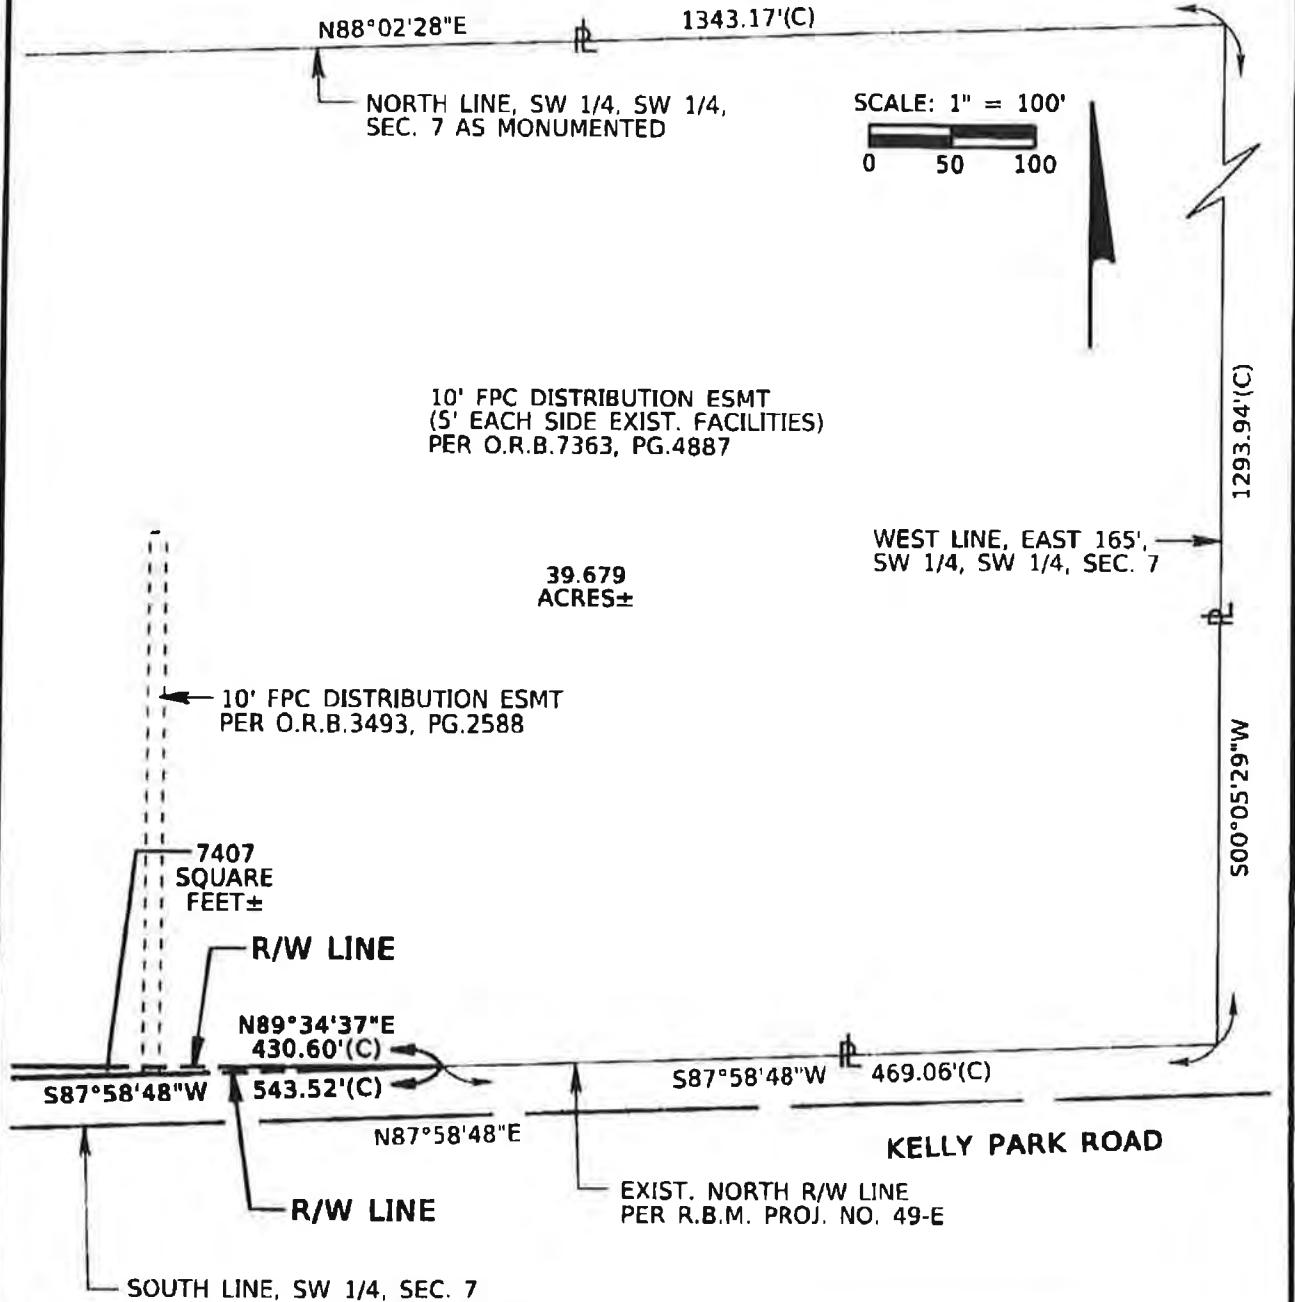 N88°02'28"E
PL
1343.17'(C)
NORTH LINE, SW 1/4, SW 1/4,
SEC. 7 AS MONUMENTED
SCALE: 1" = 100'
0 50 100
10' FPC DISTRIBUTION ESMT
(5' EACH SIDE EXIST. FACILITIES)
PER O.R.B.7363, PG.4887
1293.94'(C)
WEST LINE, EAST 165',
SW 1/4, SW 1/4, SEC. 7
39.679
ACRES±
PL
10' FPC DISTRIBUTION ESMT
PER O.R.B.3493, PG.2588
S00°05'29"W
7407
SQUARE
FEET±
R/W LINE
N89°34'37"E
430.60'(C)
S87°58'48"W
543.52'(C)
S87°58'48"W
PL
469.06'(C)
N87°58'48"E
KELLY PARK ROAD
R/W LINE
EXIST. NORTH R/W LINE
PER R.B.M. PROJ. NO. 49-E
SOUTH LINE, SW 1/4, SEC. 7